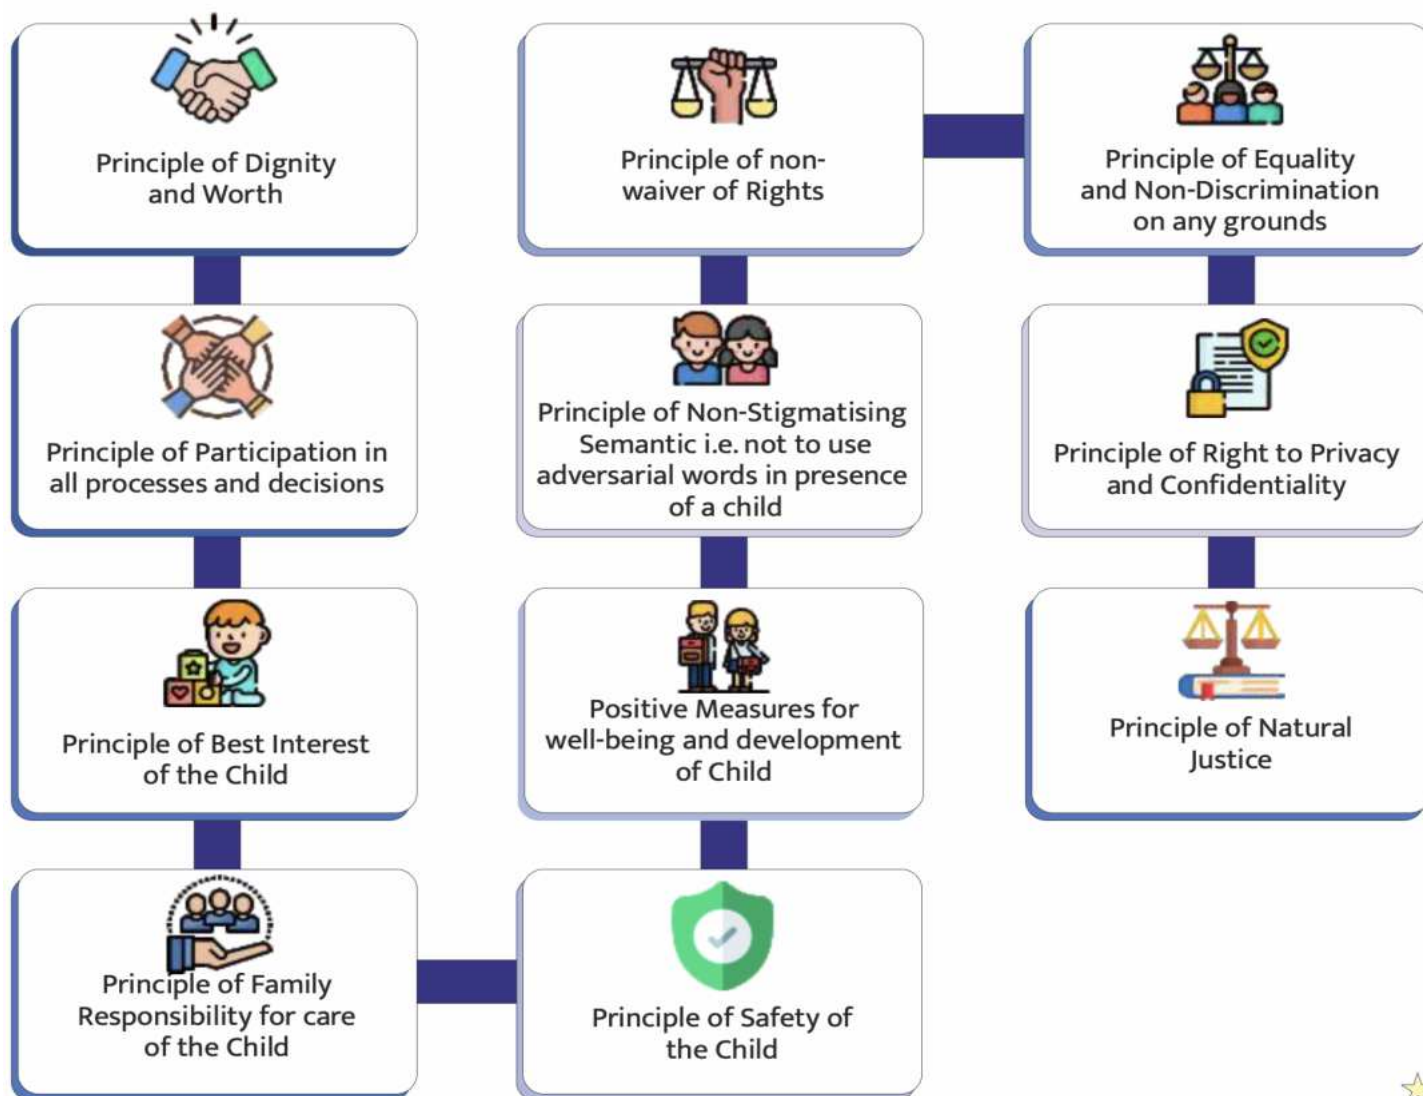 Principle of Dignity
and Worth
Principle of Participation in
all processes and decisions
Principle of Best Interest
of the Child
Principle of Family
Responsibility for care
of the Child
Principle of Safety of
the Child
Positive Measures for
well-being and development
of Child
Principle of Non-Stigmatising
Semantic i.e. not to use
adversarial words in presence
of a child
Principle of non-
waiver of Rights
Principle of Equality
and Non-Discrimination
on any grounds
Principle of Right to Privacy
and Confidentiality
Principle of Natural
Justice